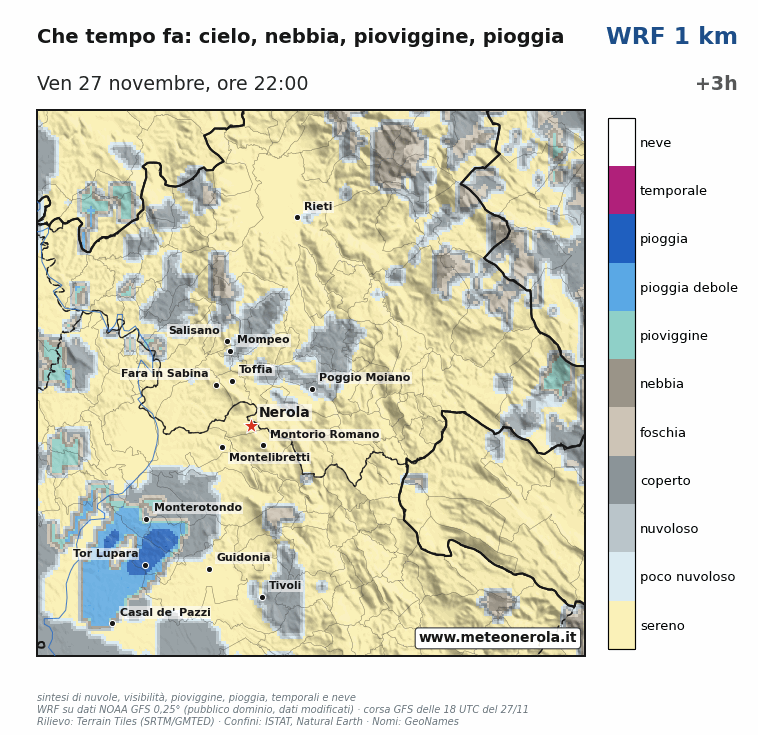 Che tempo fa: cielo, nebbia, pioviggine, pioggia
WRF 1 km
Ven 27 novembre, ore 22:00
+3h
Rieti
Salisano
Mompeo
Fara in Sabina
Toffia
Poggio Moiano
Nerola
Montorio Romano
Montelibretti
Monterotondo
Tor Lupara
Guidonia
Tivoli
Casal de' Pazzi
www.meteonerola.it
neve
temporale
pioggia
pioggia debole
pioviggine
nebbia
foschia
coperto
nuvoloso
poco nuvoloso
sereno
sintesi di nuvole, visibilità, pioviggine, pioggia, temporali e neve
WRF su dati NOAA GFS 0,25° (pubblico dominio, dati modificati) · corsa GFS delle 18 UTC del 27/11
Rilievo: Terrain Tiles (SRTM/GMTED) · Confini: ISTAT, Natural Earth · Nomi: GeoNames